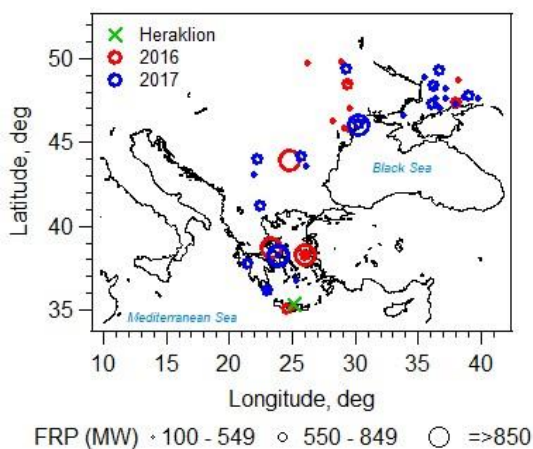 Heraklion
2016
2017
50
45
40
35
Latitude, deg
Black Sea
Mediterranean Sea
10 15 20 25 30 35 40
Longitude, deg
FRP (MW) 100 - 549 550 - 849 =>850